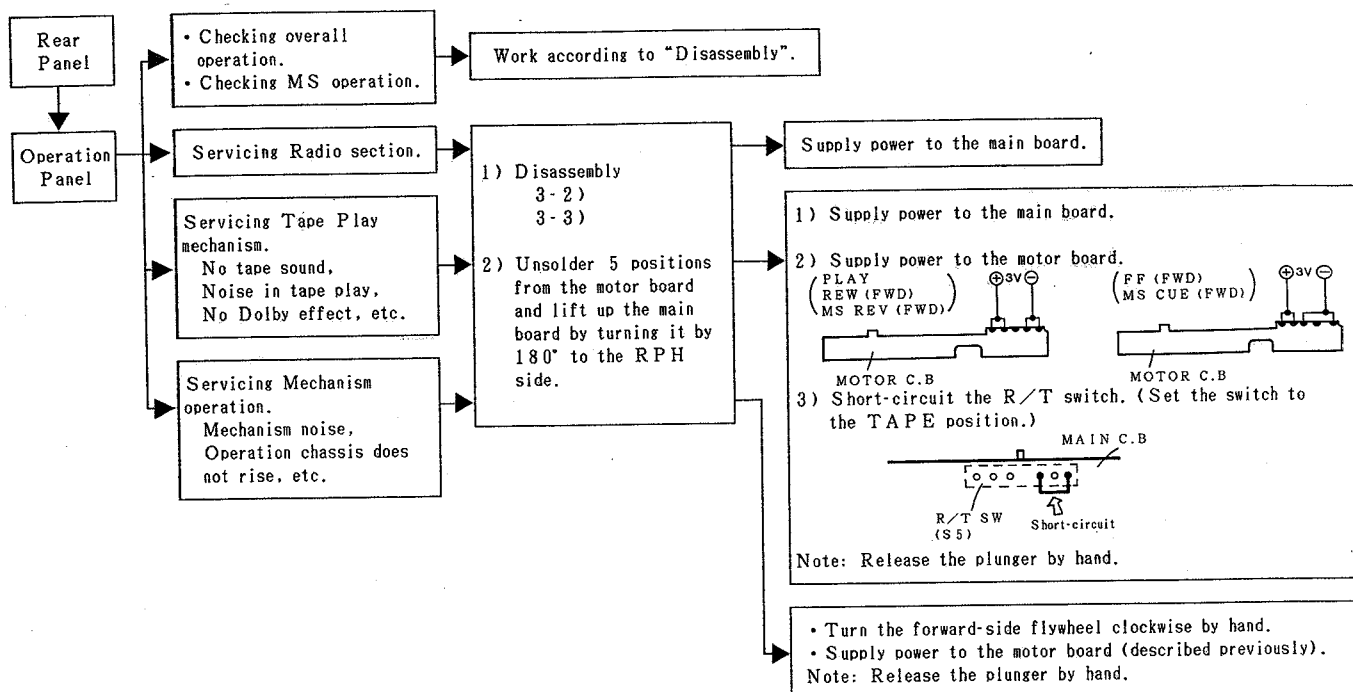 Rear
Panel
Operation
Panel
• Checking overall
operation.
• Checking MS operation.
Work according to “Disassembly”.
Servicing Radio section.
Servicing Tape Play
mechanism.
No tape sound,
Noise in tape play,
No Dolby effect, etc.
Servicing Mechanism
operation.
Mechanism noise,
Operation chassis does
not rise, etc.
1) Disassembly
3-2)
3-3)
2) Unsolder 5 positions
from the motor board
and lift up the main
board by turning it by
180° to the RPH
side.
Supply power to the main board.
1) Supply power to the main board.
2) Supply power to the motor board.
(PLAY
REW (FWD)
MS REV (FWD))
⊕3V⊖
MOTOR C.B
(FF (FWD)
MS CUE (FWD))
⊕3V⊖
MOTOR C.B
3) Short-circuit the R/T switch. (Set the switch to
the TAPE position.)
MAIN C.B
R/T SW
(S5)
Short-circuit
Note: Release the plunger by hand.
• Turn the forward-side flywheel clockwise by hand.
• Supply power to the motor board (described previously).
Note: Release the plunger by hand.